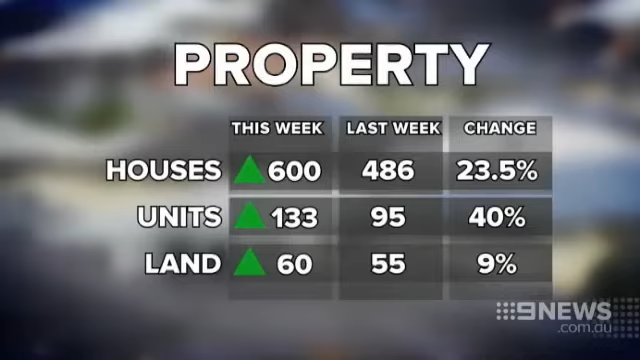 PROPERTY
THIS WEEK LAST WEEK CHANGE
HOUSES 600 486 23.5%
UNITS 133 95 40%
LAND 60 55 9%
9NEWS
.com.au